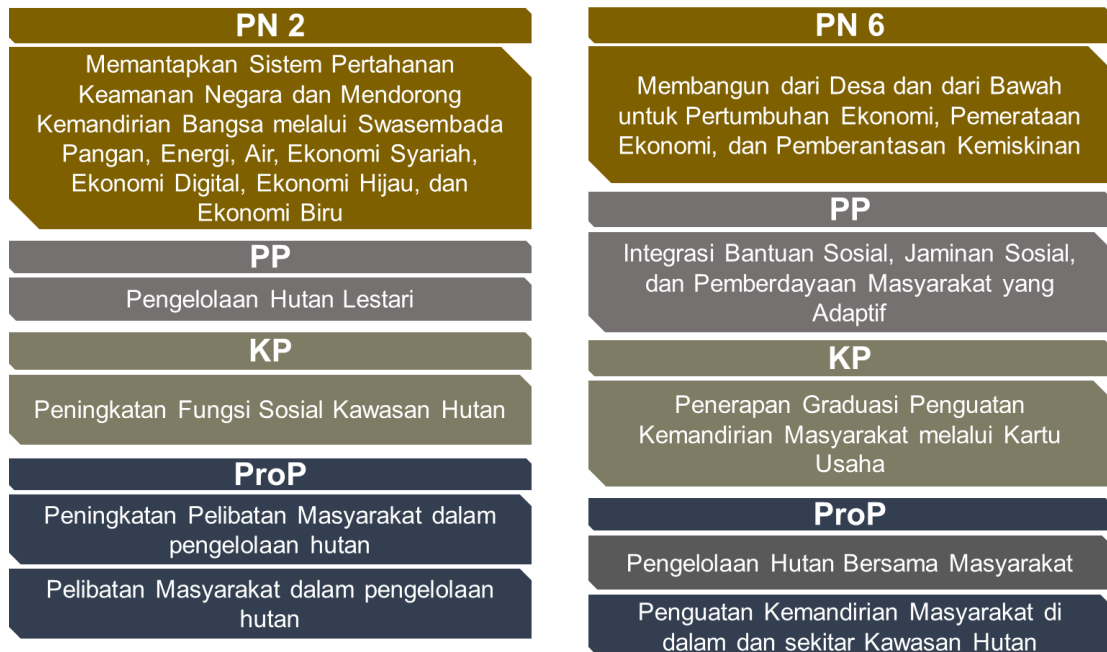 PN 2
Memantapkan Sistem Pertahanan
Keamanan Negara dan Mendorong
Kemandirian Bangsa melalui Swasembada
Pangan, Energi, Air, Ekonomi Syariah,
Ekonomi Digital, Ekonomi Hijau, dan
Ekonomi Biru
PP
Pengelolaan Hutan Lestari
KP
Peningkatan Fungsi Sosial Kawasan Hutan
ProP
Peningkatan Pelibatan Masyarakat dalam
pengelolaan hutan
Pelibatan Masyarakat dalam pengelolaan
hutan
PN 6
Membangun dari Desa dan dari Bawah
untuk Pertumbuhan Ekonomi, Pemerataan
Ekonomi, dan Pemberantasan Kemiskinan
PP
Integrasi Bantuan Sosial, Jaminan Sosial,
dan Pemberdayaan Masyarakat yang
Adaptif
KP
Penerapan Graduasi Penguatan
Kemandirian Masyarakat melalui Kartu
Usaha
ProP
Pengelolaan Hutan Bersama Masyarakat
Penguatan Kemandirian Masyarakat di
dalam dan sekitar Kawasan Hutan